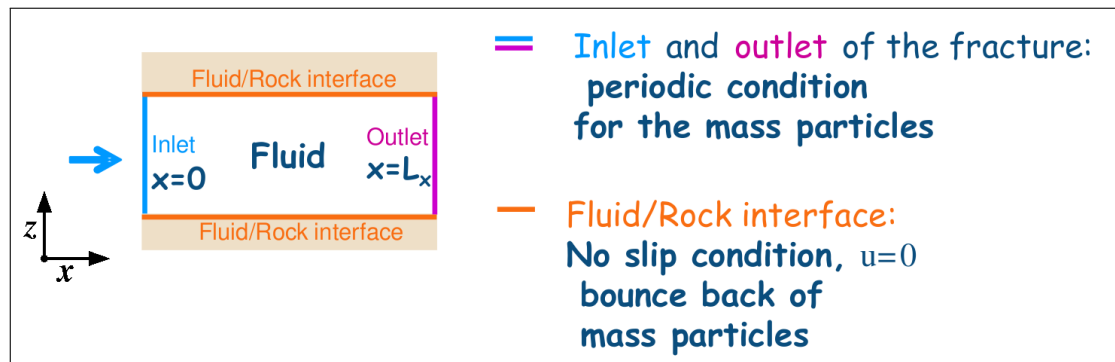 Fluid/Rock interface
Inlet
x=0
Fluid
Outlet
x=Lₓ
Fluid/Rock interface
z
x
Inlet and outlet of the fracture:
periodic condition
for the mass particles
Fluid/Rock interface:
No slip condition, u=0
bounce back of
mass particles